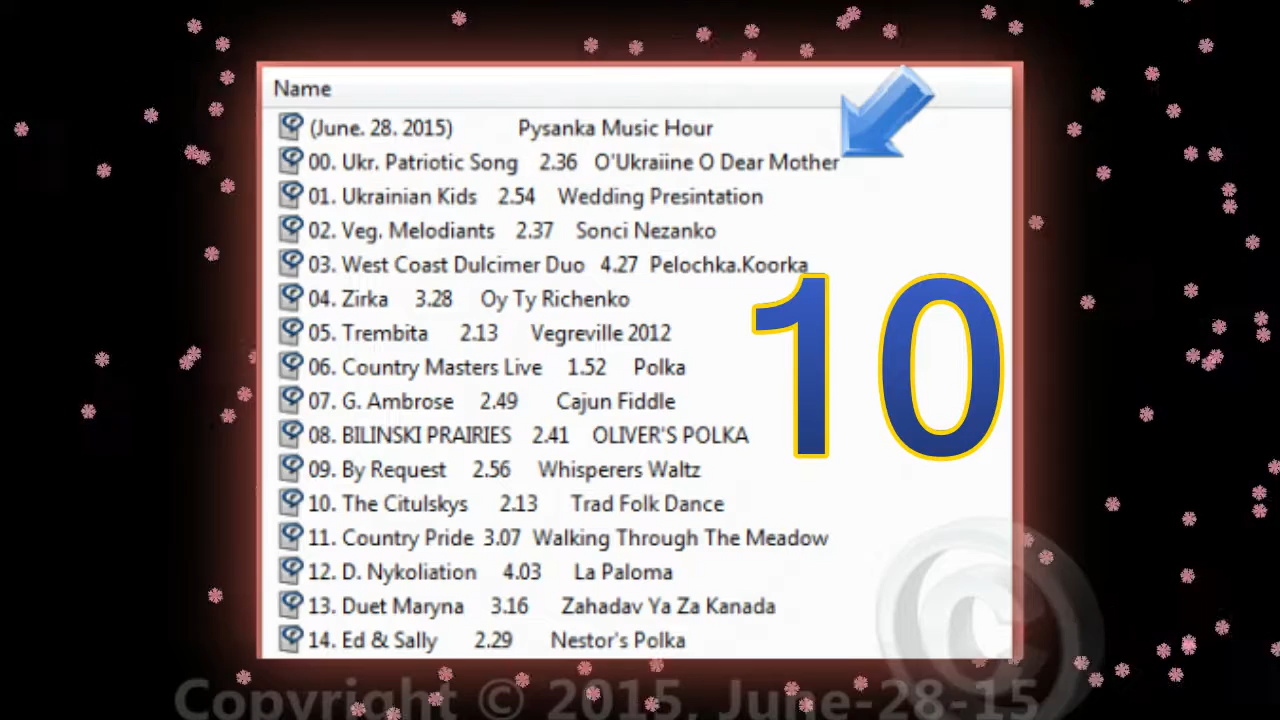 Name
(June. 28. 2015) Pysanka Music Hour
00. Ukr. Patriotic Song 2.36 O'Ukraiine O Dear Mother
01. Ukrainian Kids 2.54 Wedding Presintation
02. Veg. Melodiants 2.37 Sonci Nezanko
03. West Coast Dulcimer Duo 4.27 Pelochka.Koorka
04. Zirka 3.28 Oy Ty Richenko
05. Trembita 2.13 Vegreville 2012
06. Country Masters Live 1.52 Polka
07. G. Ambrose 2.49 Cajun Fiddle
08. BILINSKI PRAIRIES 2.41 OLIVER'S POLKA
09. By Request 2.56 Whisperers Waltz
10. The Citulskys 2.13 Trad Folk Dance
11. Country Pride 3.07 Walking Through The Meadow
12. D. Nykoliation 4.03 La Paloma
13. Duet Maryna 3.16 Zahadav Ya Za Kanada
14. Ed & Sally 2.29 Nestor's Polka
10
©
Copyright © 2015, June-28-15